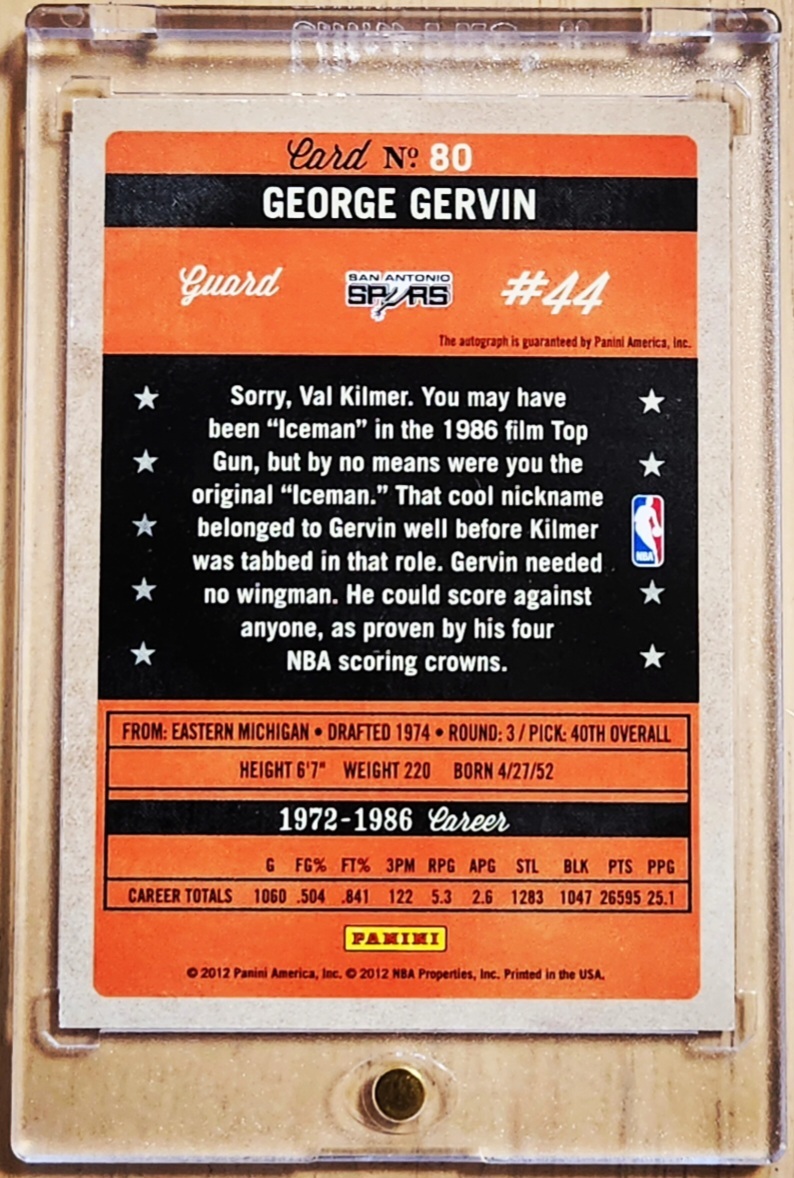 Card Nº 80
GEORGE GERVIN
Guard SAN ANTONIO SPURS #44
The autograph is guaranteed by Panini America, Inc.
Sorry, Val Kilmer. You may have
been “Iceman” in the 1986 film Top
Gun, but by no means were you the
original “Iceman.” That cool nickname
belonged to Gervin well before Kilmer
was tabbed in that role. Gervin needed
no wingman. He could score against
anyone, as proven by his four
NBA scoring crowns.
NBA
FROM: EASTERN MICHIGAN • DRAFTED 1974 • ROUND: 3 / PICK: 40TH OVERALL
HEIGHT 6'7" WEIGHT 220 BORN 4/27/52
1972-1986 Career
G FG% FT% 3PM RPG APG STL BLK PTS PPG
CAREER TOTALS 1060 .504 .841 122 5.3 2.6 1283 1047 26595 25.1
PANINI
© 2012 Panini America, Inc. © 2012 NBA Properties, Inc. Printed in the USA.